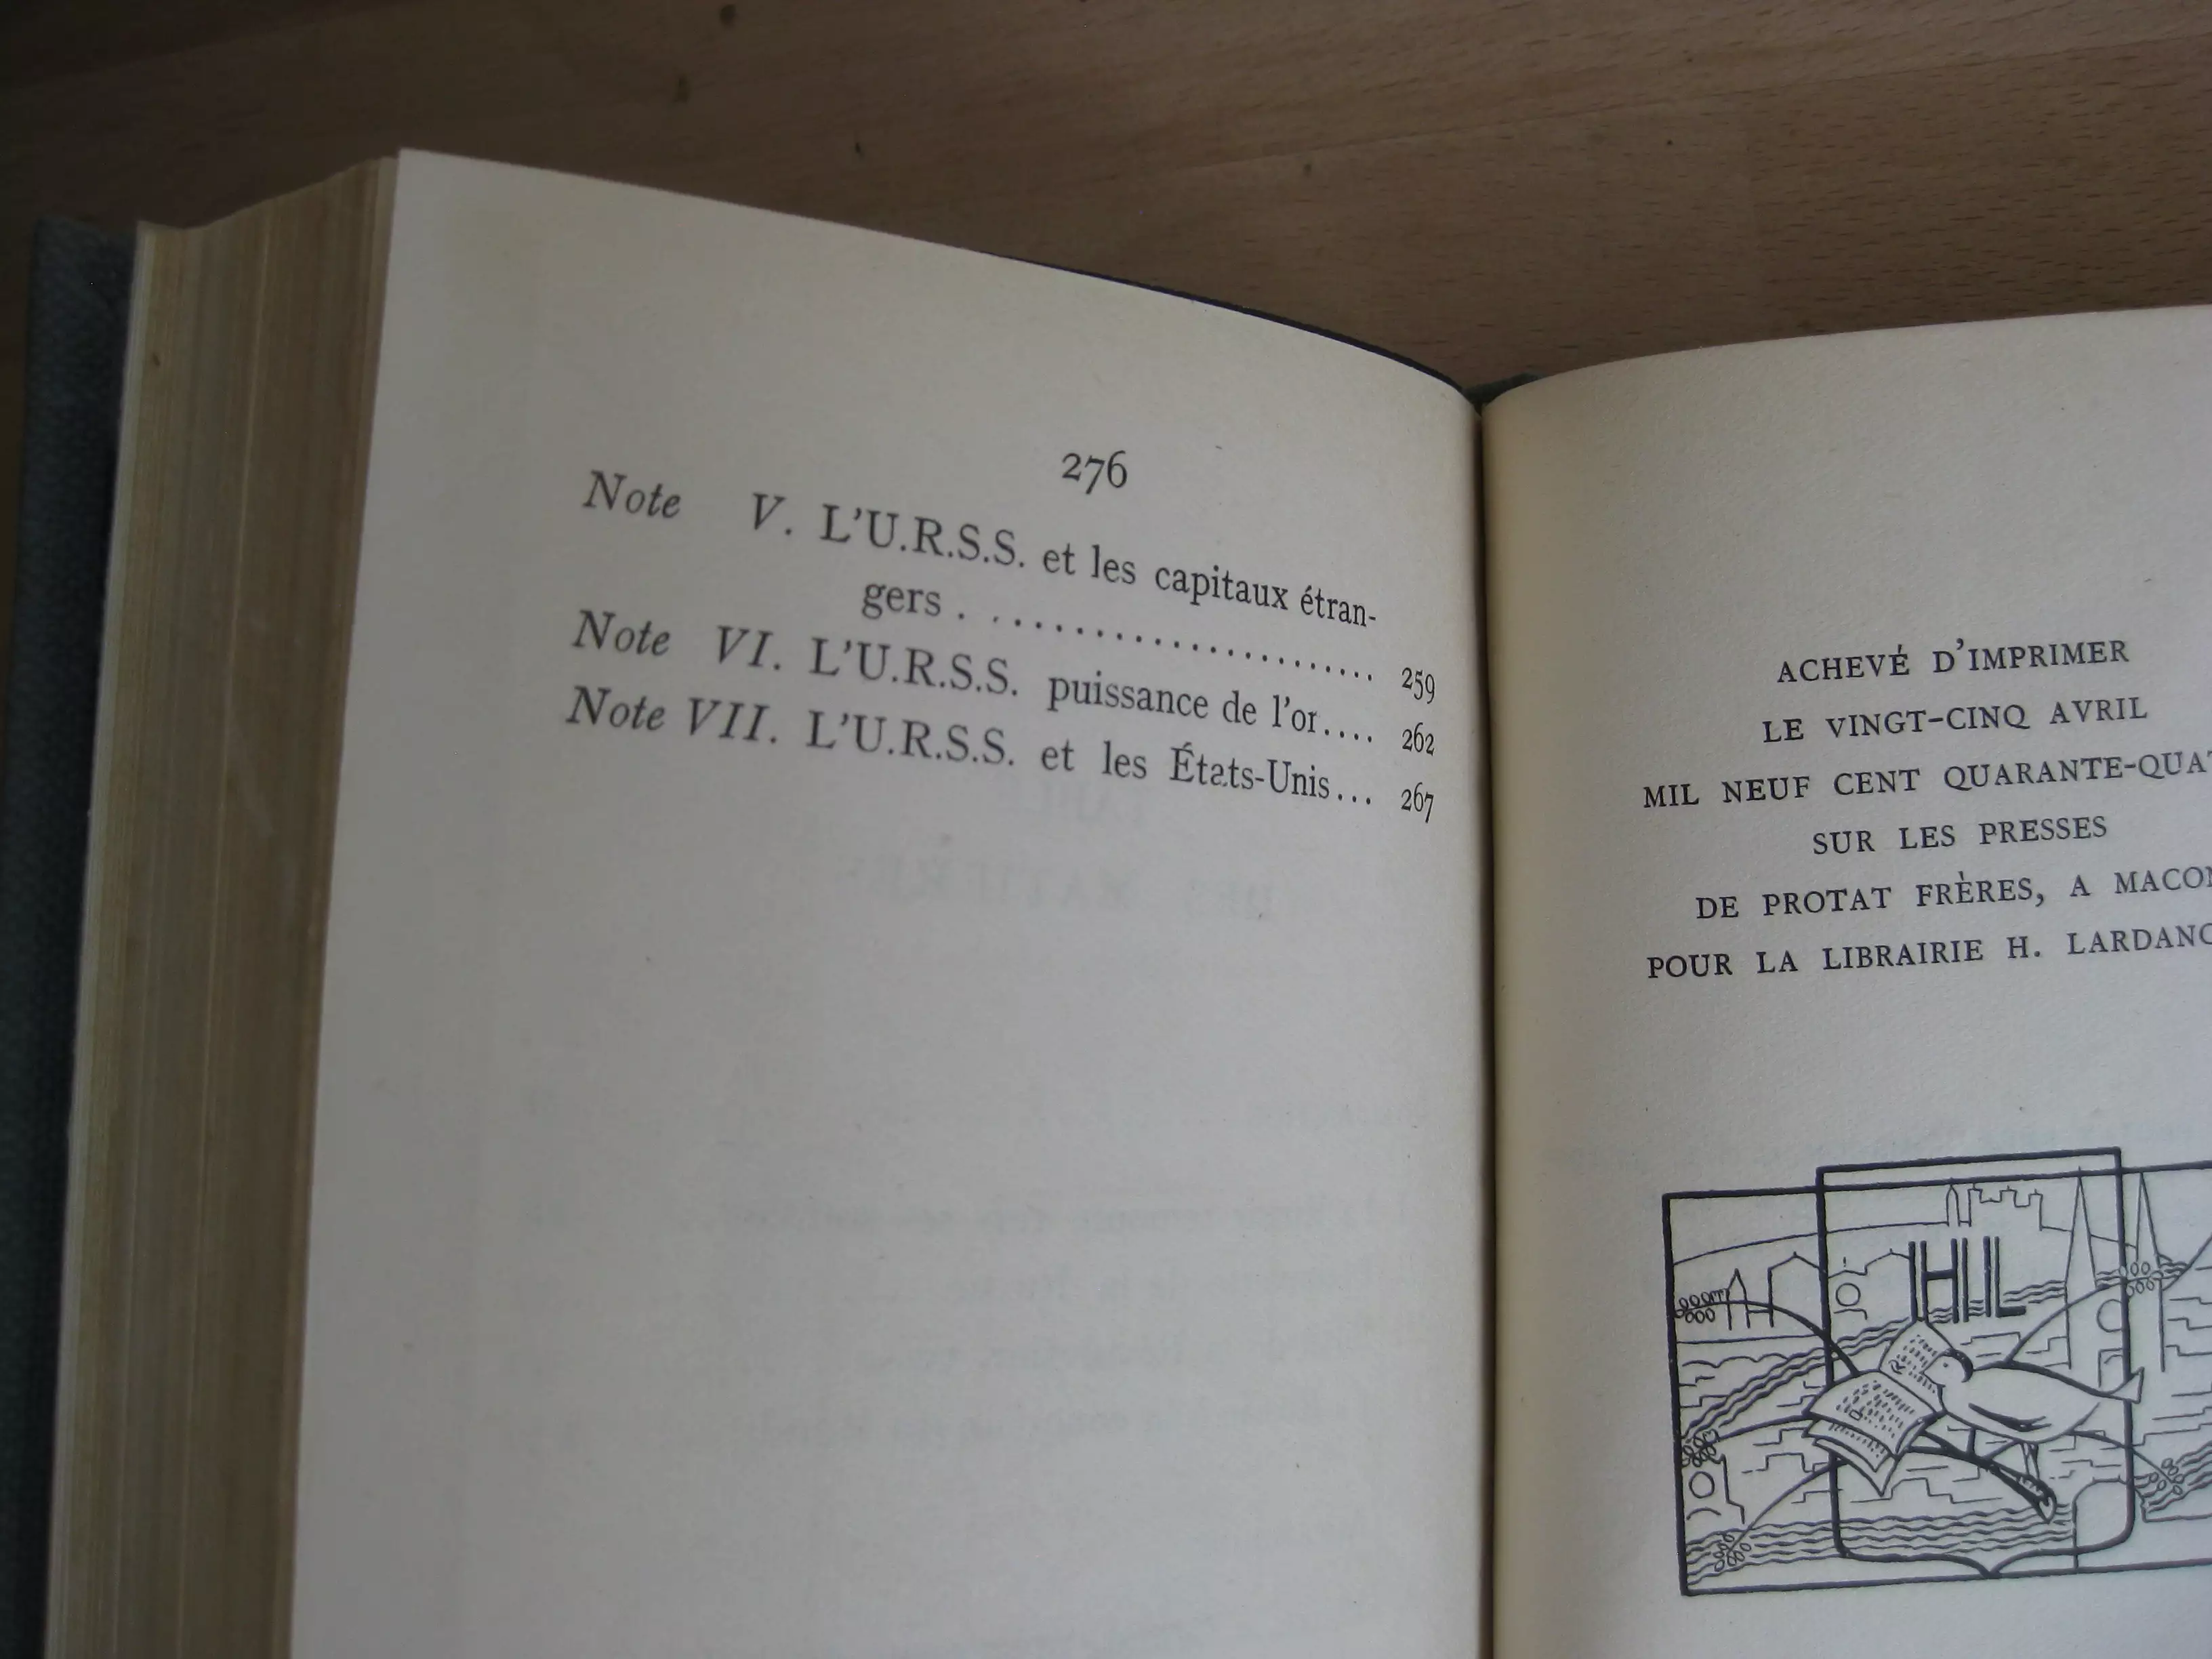 276
Note V. L'U.R.S.S. et les capitaux étran-
gers . ...................... 259
Note VI. L'U.R.S.S. puissance de l'or.... 262
Note VII. L'U.R.S.S. et les États-Unis... 267
ACHEVÉ D'IMPRIMER
LE VINGT-CINQ AVRIL
MIL NEUF CENT QUARANTE-QUAT
SUR LES PRESSES
DE PROTAT FRÈRES, A MACON
POUR LA LIBRAIRIE H. LARDANC
HL